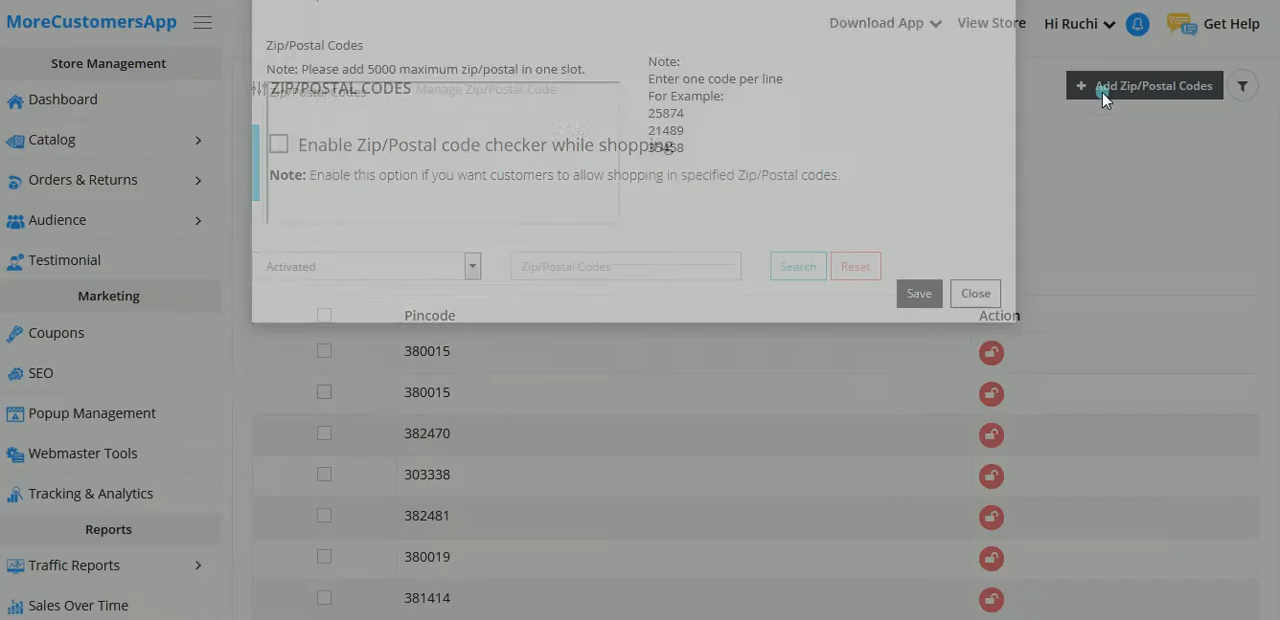 MoreCustomersApp
Download App
View Store
Hi Ruchi
Get Help
Store Management
Dashboard
Catalog
Orders & Returns
Audience
Testimonial
Marketing
Coupons
SEO
Popup Management
Webmaster Tools
Tracking & Analytics
Reports
Traffic Reports
Sales Over Time
Zip/Postal Codes
Note: Please add 5000 maximum zip/postal in one slot.
Zip/Postal Codes
Note:
Enter one code per line
For Example:
25874
21489
ZIP/POSTAL CODES Manage Zip/Postal Code
+ Add Zip/Postal Codes
Enable Zip/Postal code checker while shopping
Note: Enable this option if you want customers to allow shopping in specified Zip/Postal codes.
Activated
Zip/Postal Codes
Search
Reset
Save
Close
Pincode
Action
380015
380015
382470
303338
382481
380019
381414